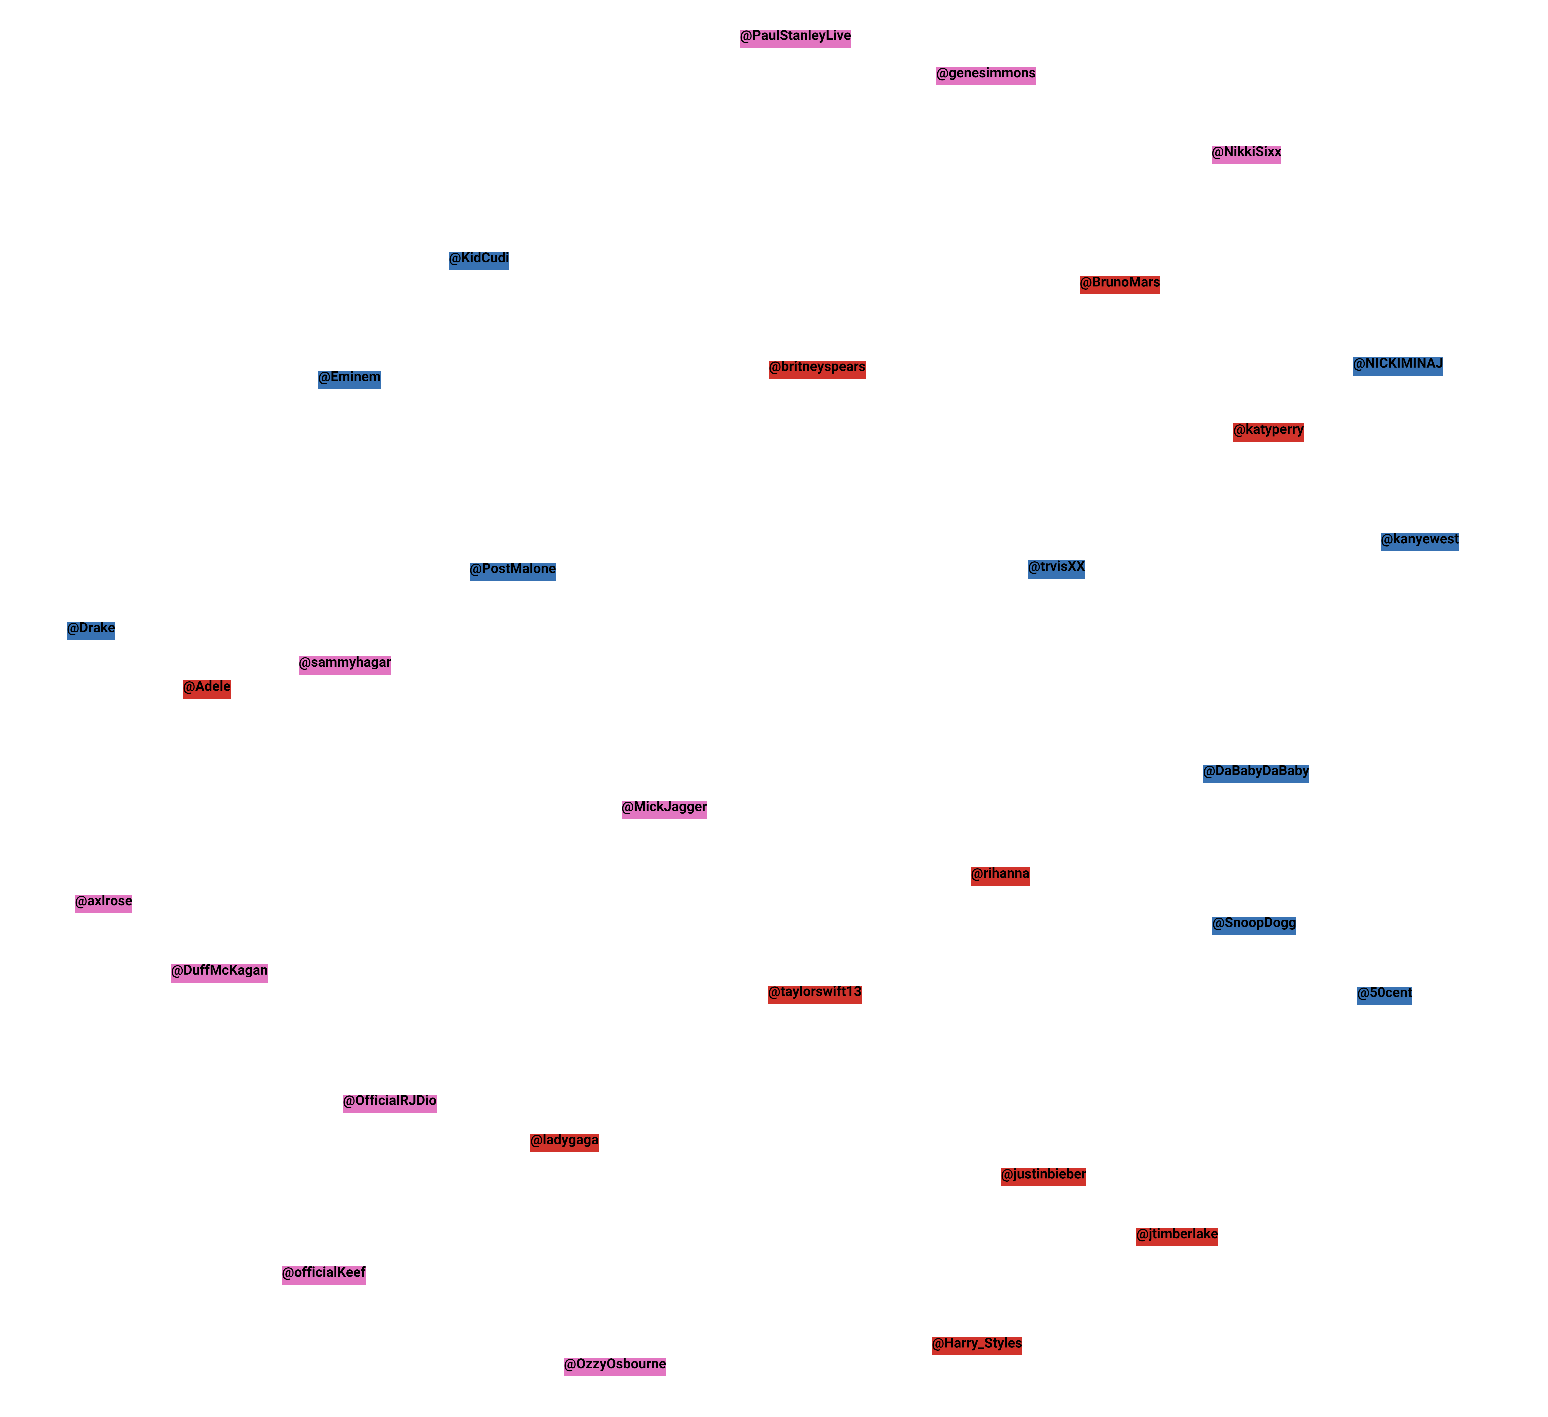 @PaulStanleyLive
@genesimmons
@NikkiSixx
@KidCudi
@BrunoMars
@britneyspears
@NICKIMINAJ
@Eminem
@katyperry
@kanyewest
@trvisXX
@PostMalone
@Drake
@sammyhagar
@Adele
@DaBabyDaBaby
@MickJagger
@rihanna
@axlrose
@SnoopDogg
@DuffMcKagan
@taylorswift13
@50cent
@OfficialRJDio
@ladygaga
@justinbieber
@jtimberlake
@officialKeef
@Harry_Styles
@OzzyOsbourne